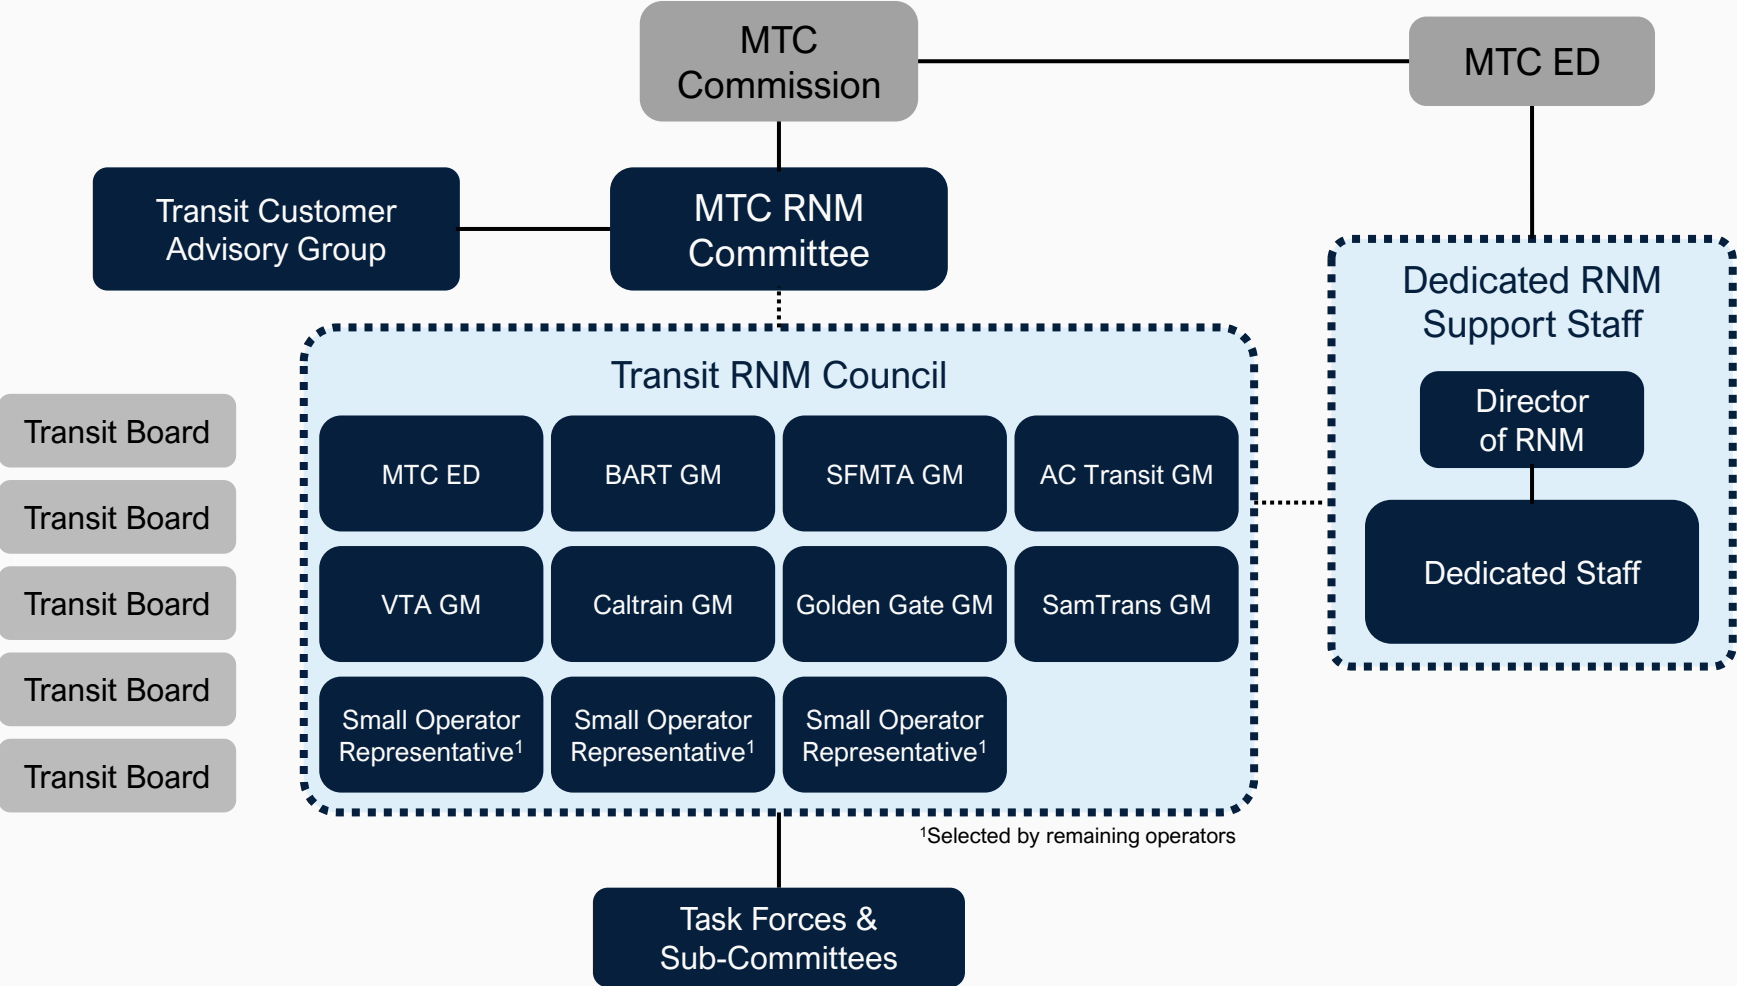 MTC
Commission
MTC ED
Transit Customer
Advisory Group
MTC RNM
Committee
Dedicated RNM
Support Staff
Director
of RNM
Dedicated Staff
Transit RNM Council
MTC ED
BART GM
SFMTA GM
AC Transit GM
VTA GM
Caltrain GM
Golden Gate GM
SamTrans GM
Small Operator
Representative¹
Small Operator
Representative¹
Small Operator
Representative¹
Transit Board
Transit Board
Transit Board
Transit Board
Transit Board
¹Selected by remaining operators
Task Forces &
Sub-Committees